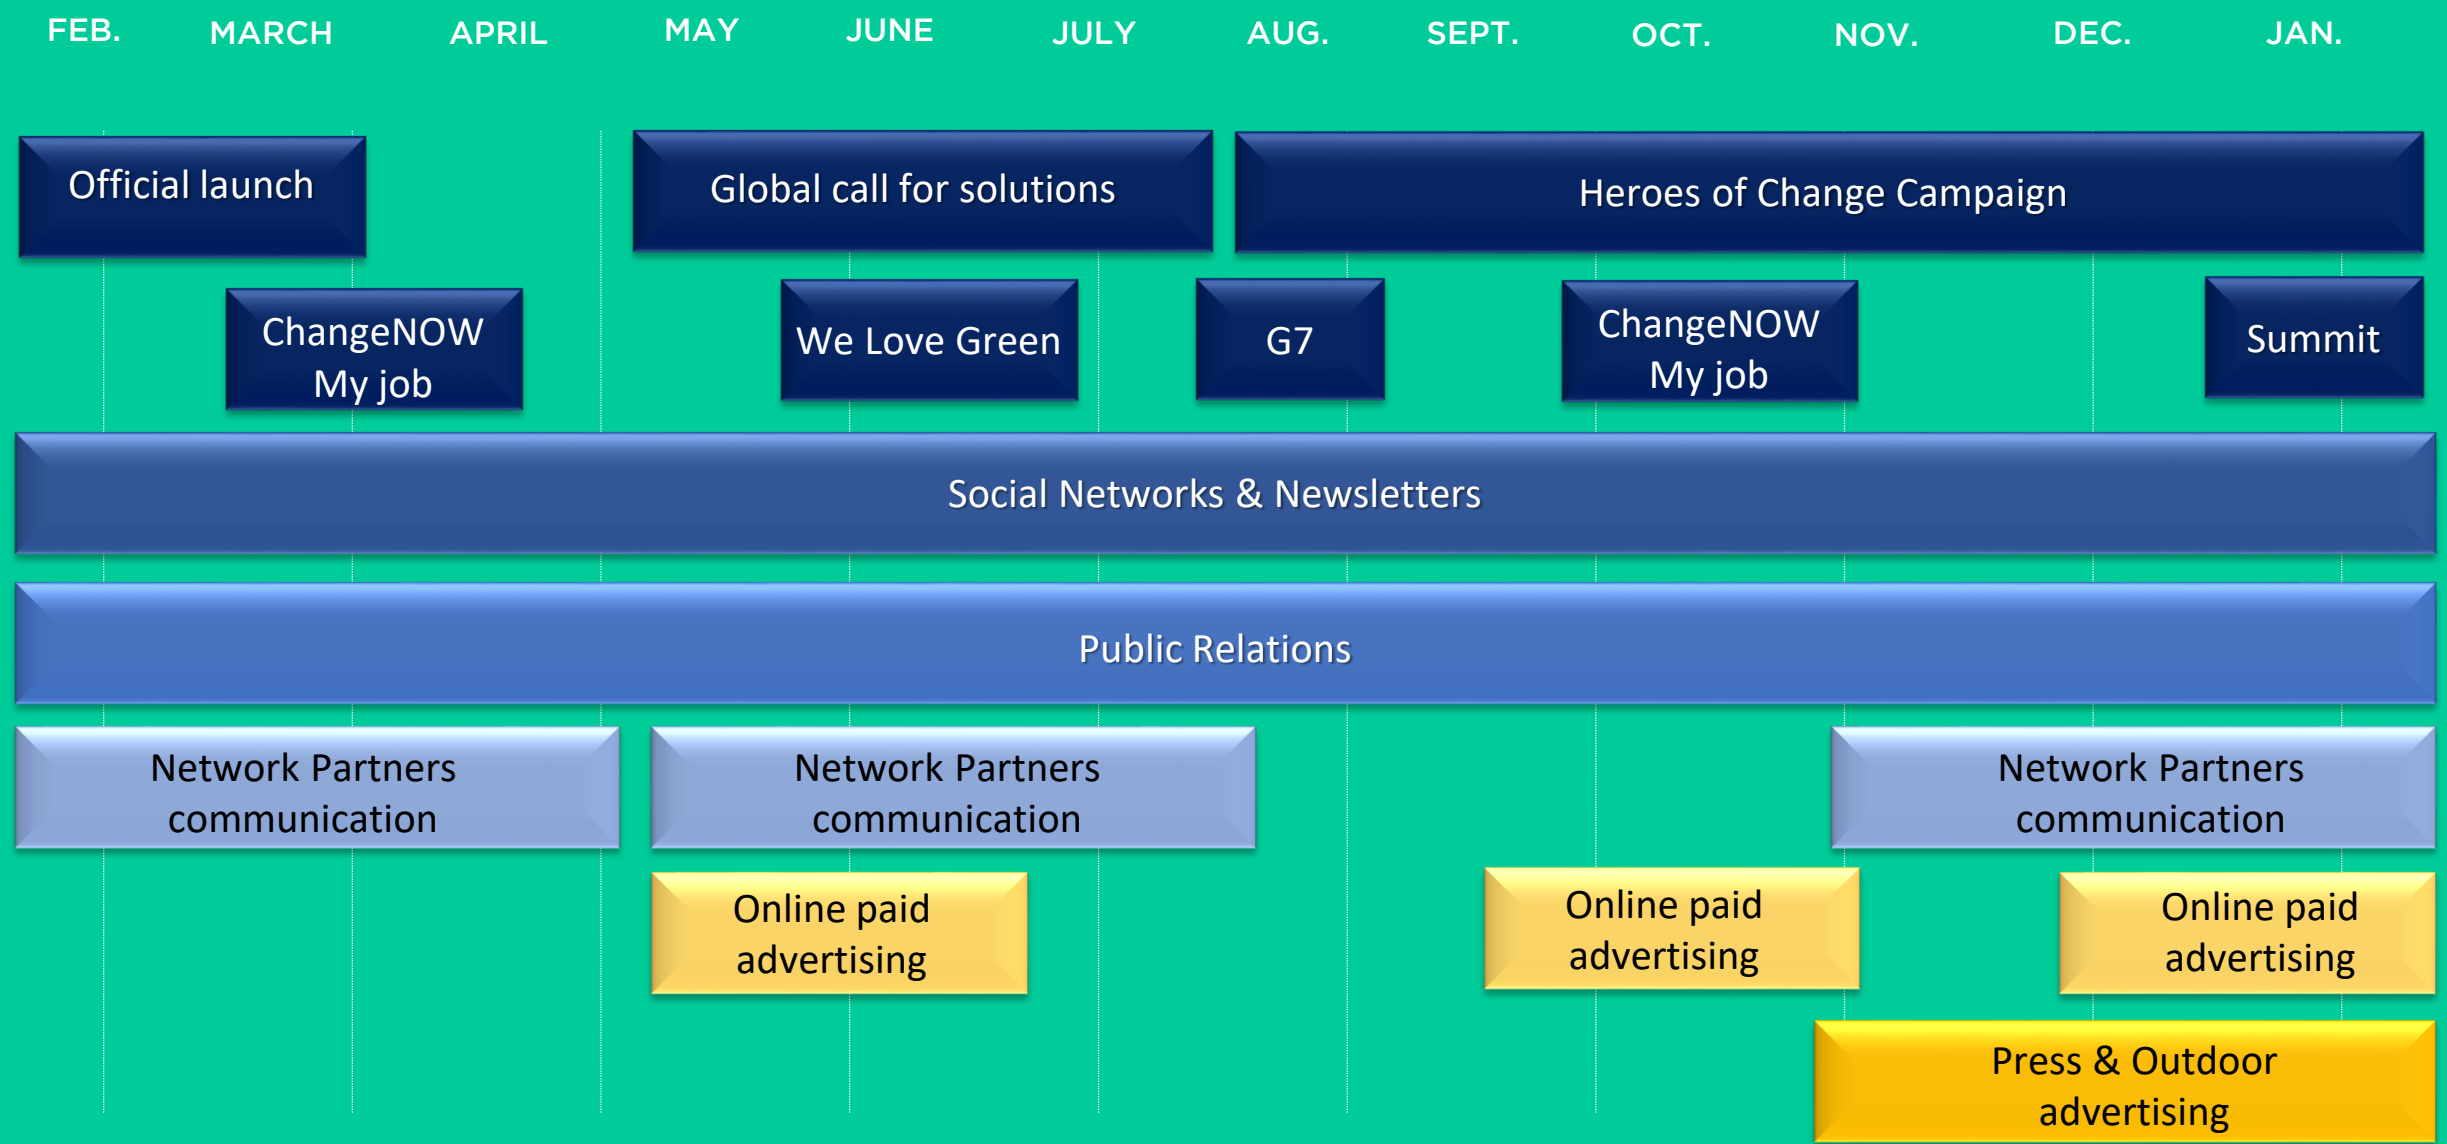 FEB. MARCH APRIL MAY JUNE JULY AUG. SEPT. OCT. NOV. DEC. JAN.
Official launch
Global call for solutions
Heroes of Change Campaign
ChangeNOW
My job
We Love Green
G7
ChangeNOW
My job
Summit
Social Networks & Newsletters
Public Relations
Network Partners
communication
Network Partners
communication
Network Partners
communication
Online paid
advertising
Online paid
advertising
Online paid
advertising
Press & Outdoor
advertising